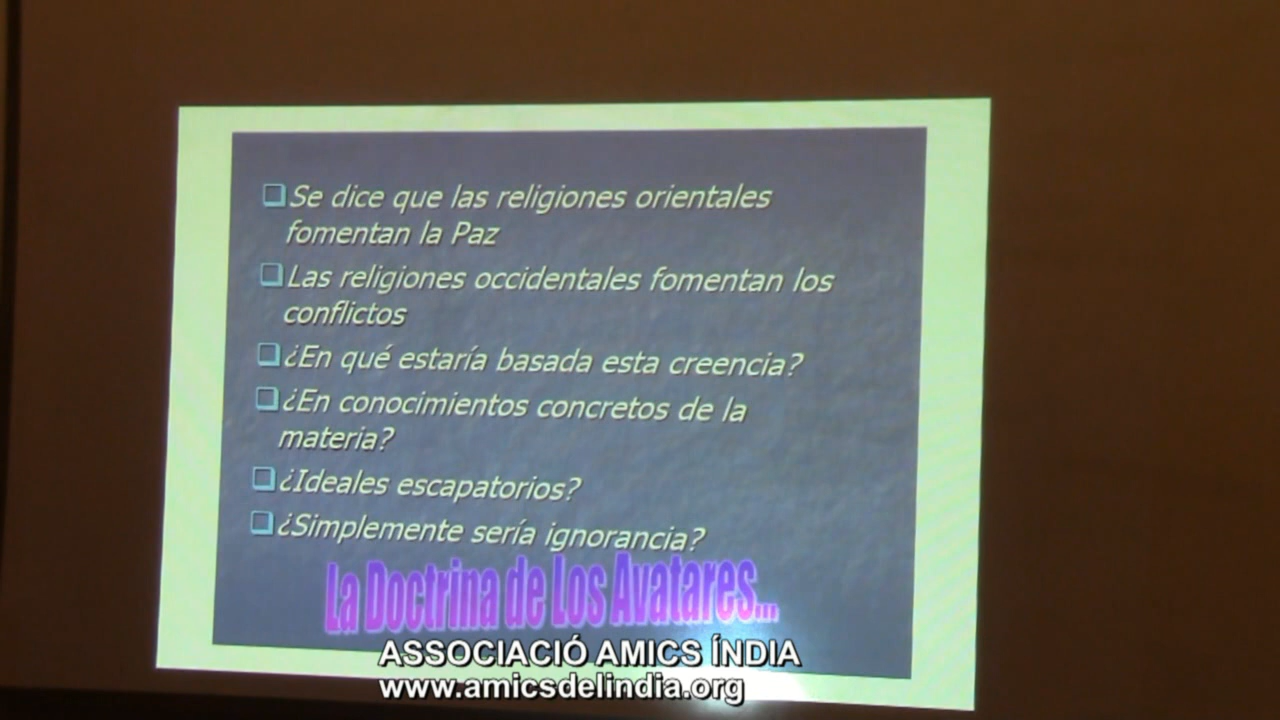 Se dice que las religiones orientales
fomentan la Paz
Las religiones occidentales fomentan los
conflictos
¿En qué estaría basada esta creencia?
¿En conocimientos concretos de la
materia?
¿Ideales escapatorios?
¿Simplemente sería ignorancia?
La Doctrina de Los Avatares...
ASSOCIACIÓ AMICS ÍNDIA
www.amicsdelindia.org